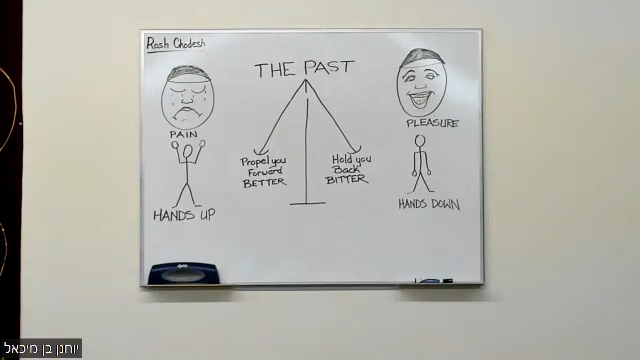 Rosh Chodesh
THE PAST
PAIN
PLEASURE
Propel you
Forward
BETTER
Hold you
Back
BITTER
HANDS UP
HANDS DOWN
יוחנן בן מיכאל